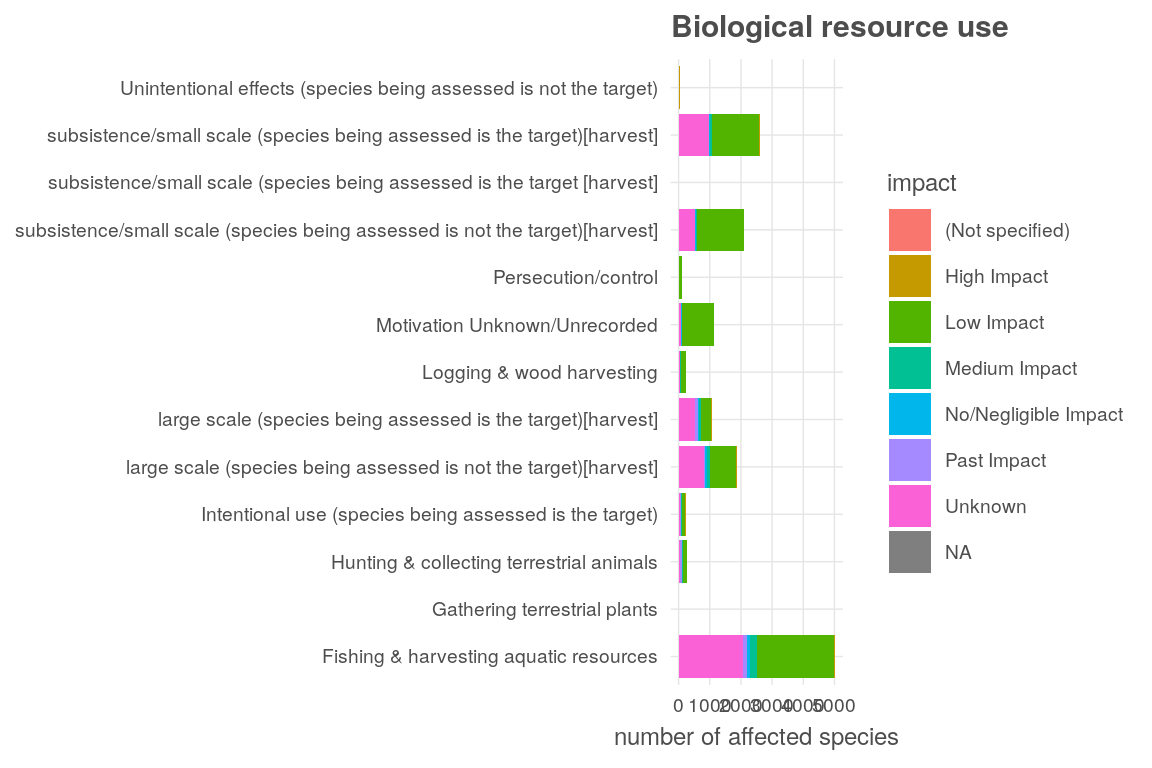 Biological resource use
Unintentional effects (species being assessed is not the target)
subsistence/small scale (species being assessed is the target)[harvest]
subsistence/small scale (species being assessed is the target [harvest]
subsistence/small scale (species being assessed is not the target)[harvest]
Persecution/control
Motivation Unknown/Unrecorded
Logging & wood harvesting
large scale (species being assessed is the target)[harvest]
large scale (species being assessed is not the target)[harvest]
Intentional use (species being assessed is the target)
Hunting & collecting terrestrial animals
Gathering terrestrial plants
Fishing & harvesting aquatic resources
0 1000 2000 3000 4000 5000
number of affected species
impact
(Not specified)
High Impact
Low Impact
Medium Impact
No/Negligible Impact
Past Impact
Unknown
NA